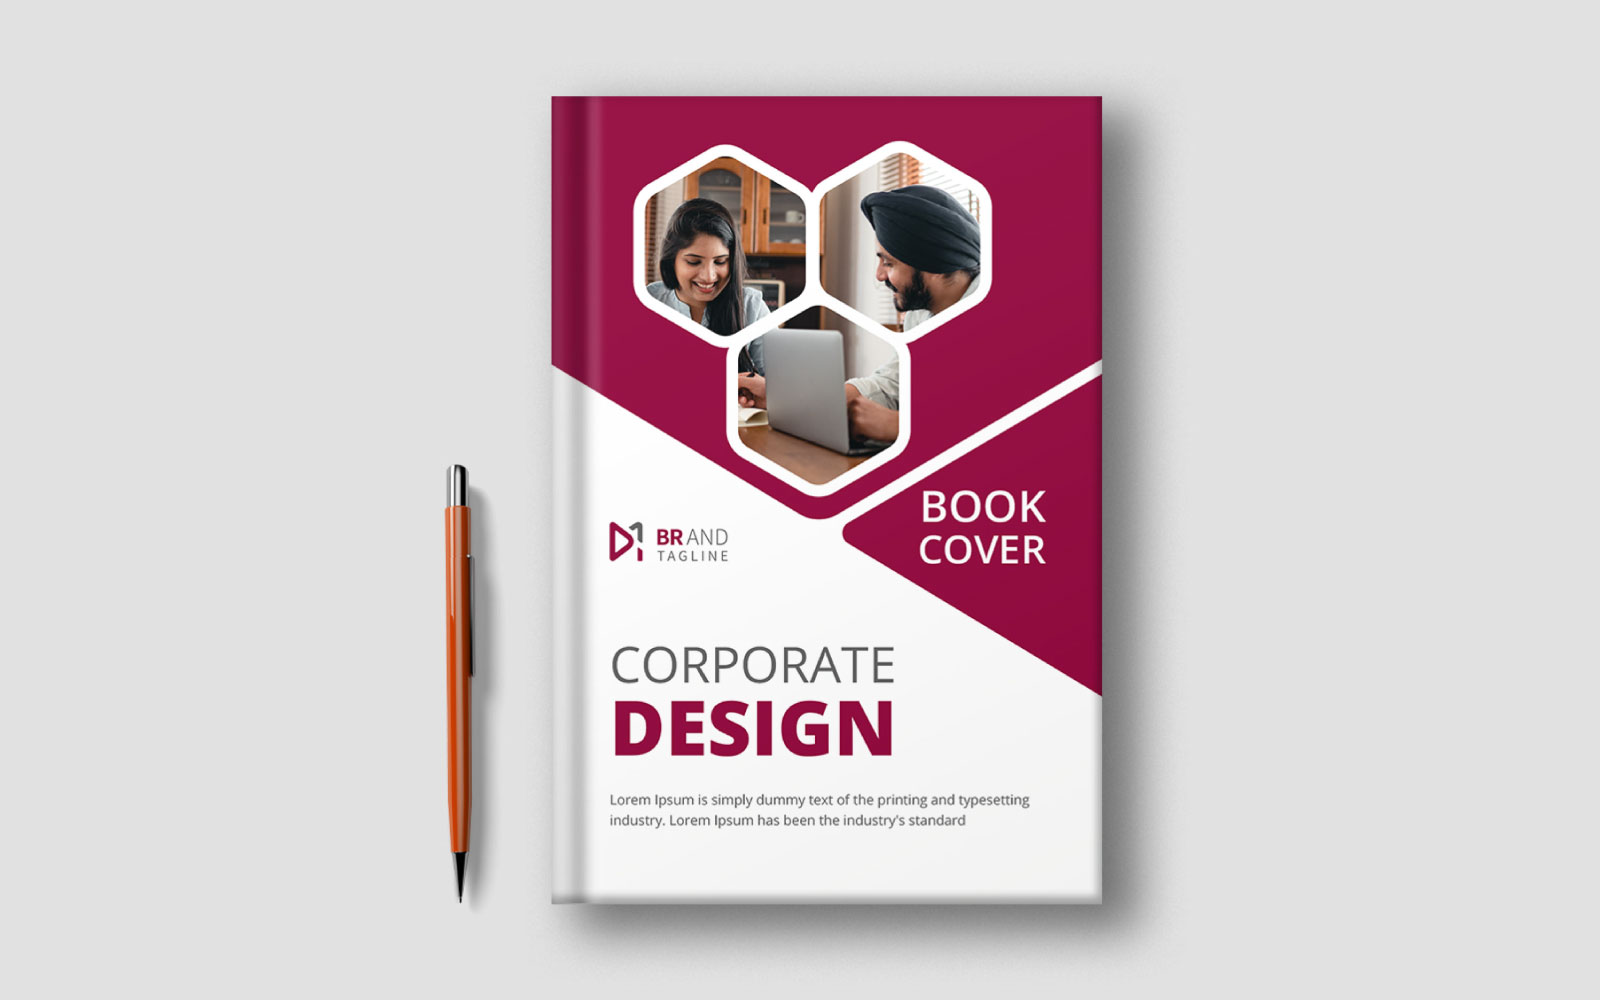 BOOK
COVER
BRAND
TAGLINE
CORPORATE
DESIGN
Lorem Ipsum is simply dummy text of the printing and typesetting
industry. Lorem Ipsum has been the industry's standard